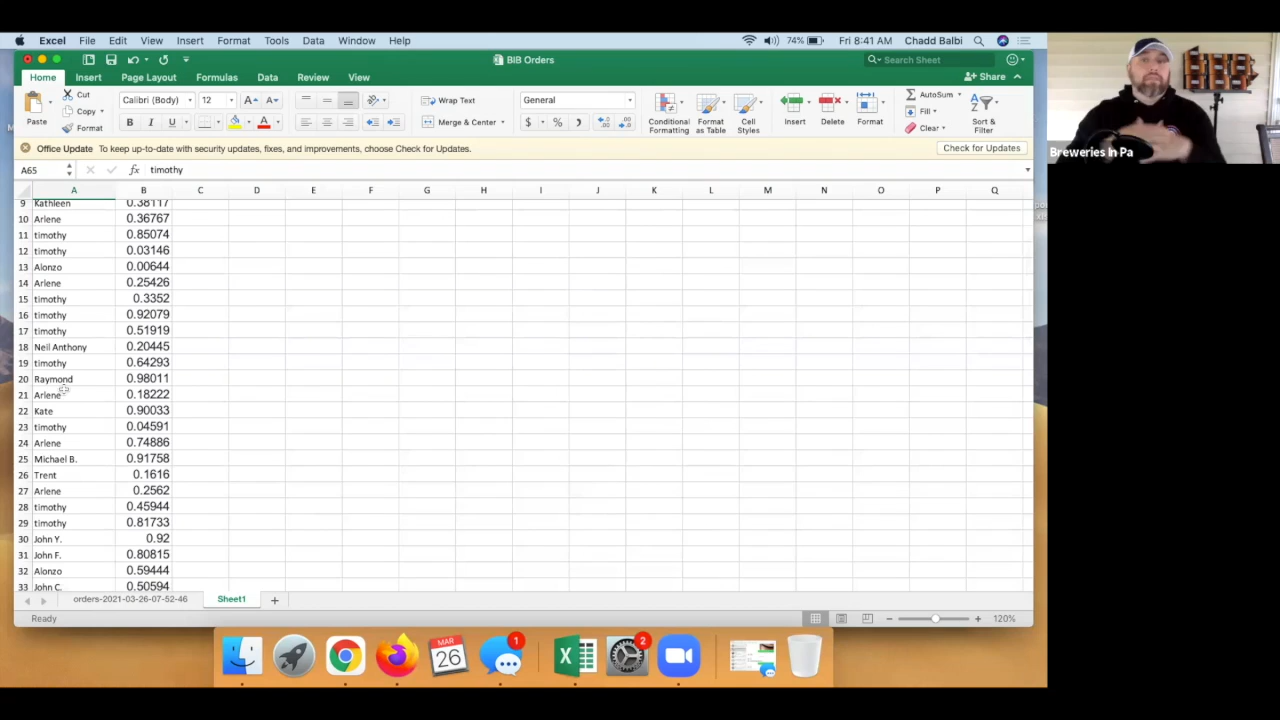 Excel File Edit View Insert Format Tools Data Window Help 74% Fri 8:41 AM Chadd Balbi
BIB Orders Search Sheet
Home Insert Page Layout Formulas Data Review View Share
Paste Cut Copy Format
Calibri (Body) 12 A A
B I U A
Wrap Text
Merge & Center
General
$ % )
Conditional Formatting
Format as Table
Cell Styles
Insert
Delete
Format
AutoSum
Fill
Clear
Sort & Filter
Office Update To keep up-to-date with security updates, fixes, and improvements, choose Check for Updates. Check for Updates
A65 fx timothy
A B C D E F G H I J K L M N O P Q
9 Kathleen 0.38117
10 Arlene 0.36767
11 timothy 0.85074
12 timothy 0.03146
13 Alonzo 0.00644
14 Arlene 0.25426
15 timothy 0.3352
16 timothy 0.92079
17 timothy 0.51919
18 Neil Anthony 0.20445
19 timothy 0.64293
20 Raymond 0.98011
21 Arlene 0.18222
22 Kate 0.90033
23 timothy 0.04591
24 Arlene 0.74886
25 Michael B. 0.91758
26 Trent 0.1616
27 Arlene 0.2562
28 timothy 0.45944
29 timothy 0.81733
30 John Y. 0.92
31 John F. 0.80815
32 Alonzo 0.59444
33 John C. 0.50594
orders-2021-03-26-07-52-46 Sheet1 +
Ready 120%
MAR 26 1 2
Breweries In Pa